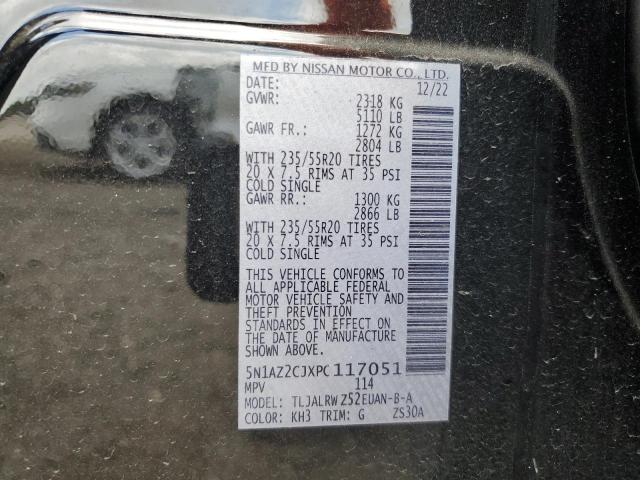 MFD BY NISSAN MOTOR CO., LTD.
DATE: 12/22
GVWR: 2318 KG
5110 LB
GAWR FR.: 1272 KG
2804 LB
WITH 235/55R20 TIRES
20 X 7.5 RIMS AT 35 PSI
COLD SINGLE
GAWR RR.: 1300 KG
2866 LB
WITH 235/55R20 TIRES
20 X 7.5 RIMS AT 35 PSI
COLD SINGLE
THIS VEHICLE CONFORMS TO
ALL APPLICABLE FEDERAL
MOTOR VEHICLE SAFETY AND
THEFT PREVENTION
STANDARDS IN EFFECT ON
THE DATE OF MANUFACTURE
SHOWN ABOVE.
5N1AZ2CJXPC117051
MPV 114
MODEL: TLJALRW Z52EUAN-B-A
COLOR: KH3 TRIM: G ZS30A